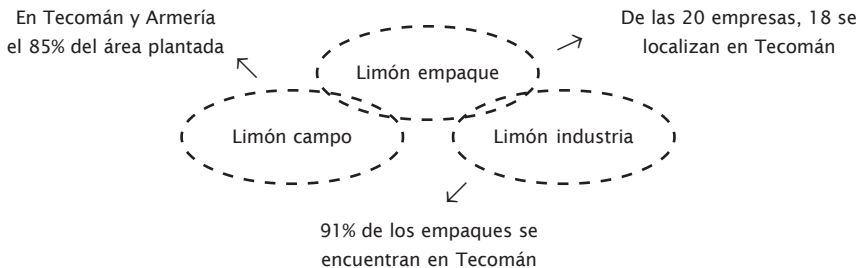 En Tecomán y Armería
el 85% del área plantada
De las 20 empresas, 18 se
localizan en Tecomán
Limón empaque
Limón campo
Limón industria
91% de los empaques se
encuentran en Tecomán